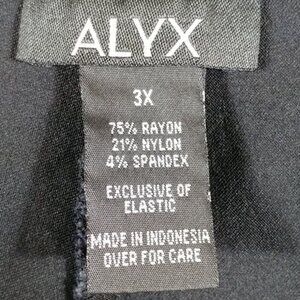 ALYX
3X
75% RAYON
21% NYLON
4% SPANDEX
EXCLUSIVE OF
ELASTIC
MADE IN INDONESIA
OVER FOR CARE